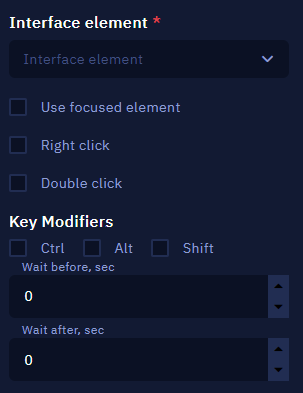 Interface element *
Interface element
Use focused element
Right click
Double click
Key Modifiers
Ctrl Alt Shift
Wait before, sec
0
Wait after, sec
0